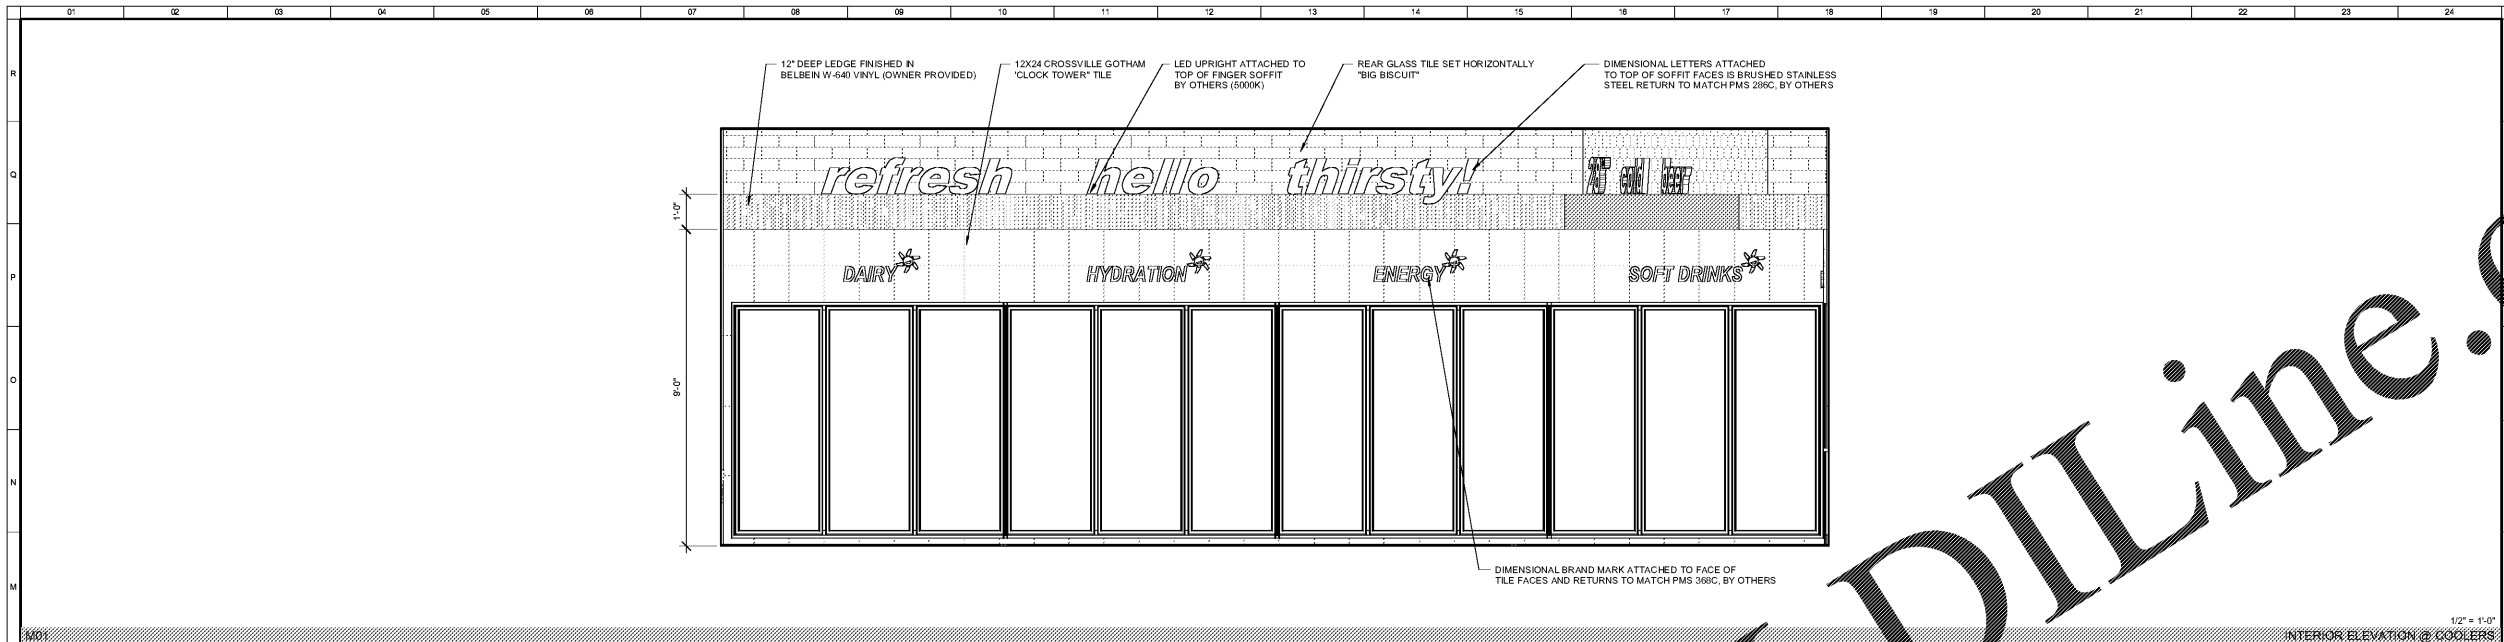 01 02 03 04 05 06 07 08 09 10 11 12 13 14 15 16 17 18 19 20 21 22 23 24
R
12" DEEP LEDGE FINISHED IN
BELBEIN W-640 VINYL (OWNER PROVIDED)
12X24 CROSSVILLE GOTHAM
'CLOCK TOWER" TILE
LED UPRIGHT ATTACHED TO
TOP OF FINGER SOFFIT
BY OTHERS (5000K)
REAR GLASS TILE SET HORIZONTALLY
"BIG BISCUIT"
DIMENSIONAL LETTERS ATTACHED
TO TOP OF SOFFIT FACES IS BRUSHED STAINLESS
STEEL RETURN TO MATCH PMS 286C, BY OTHERS
Q
refresh hello thirsty! cold beer
1'-0"
P
DAIRY HYDRATION ENERGY SOFT DRINKS
O
9'-0"
N
M
DIMENSIONAL BRAND MARK ATTACHED TO FACE OF
TILE FACES AND RETURNS TO MATCH PMS 368C, BY OTHERS
DILine.
1/2" = 1'-0"
M01
INTERIOR ELEVATION @ COOLERS